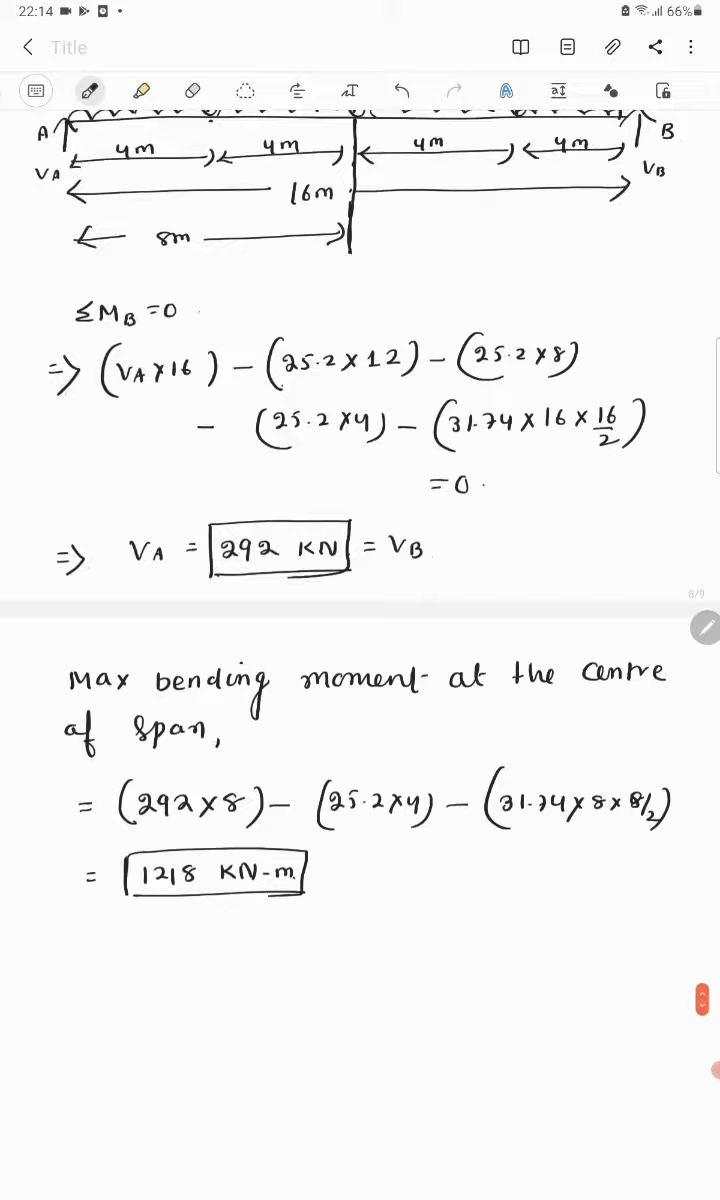 22:14 66%
Title
A B
4m 4m 4m 4m
VA VB
16m
8m
ΣMB = 0
=> (VA × 16) - (25.2 × 12) - (25.2 × 8)
- (25.2 × 4) - (31.74 × 16 × 16/2)
= 0
=> VA = 292 KN = VB
8/9
Max bending moment at the centre
of span,
= (292 × 8) - (25.2 × 4) - (31.74 × 8 × 8/2)
= 1218 KN-m